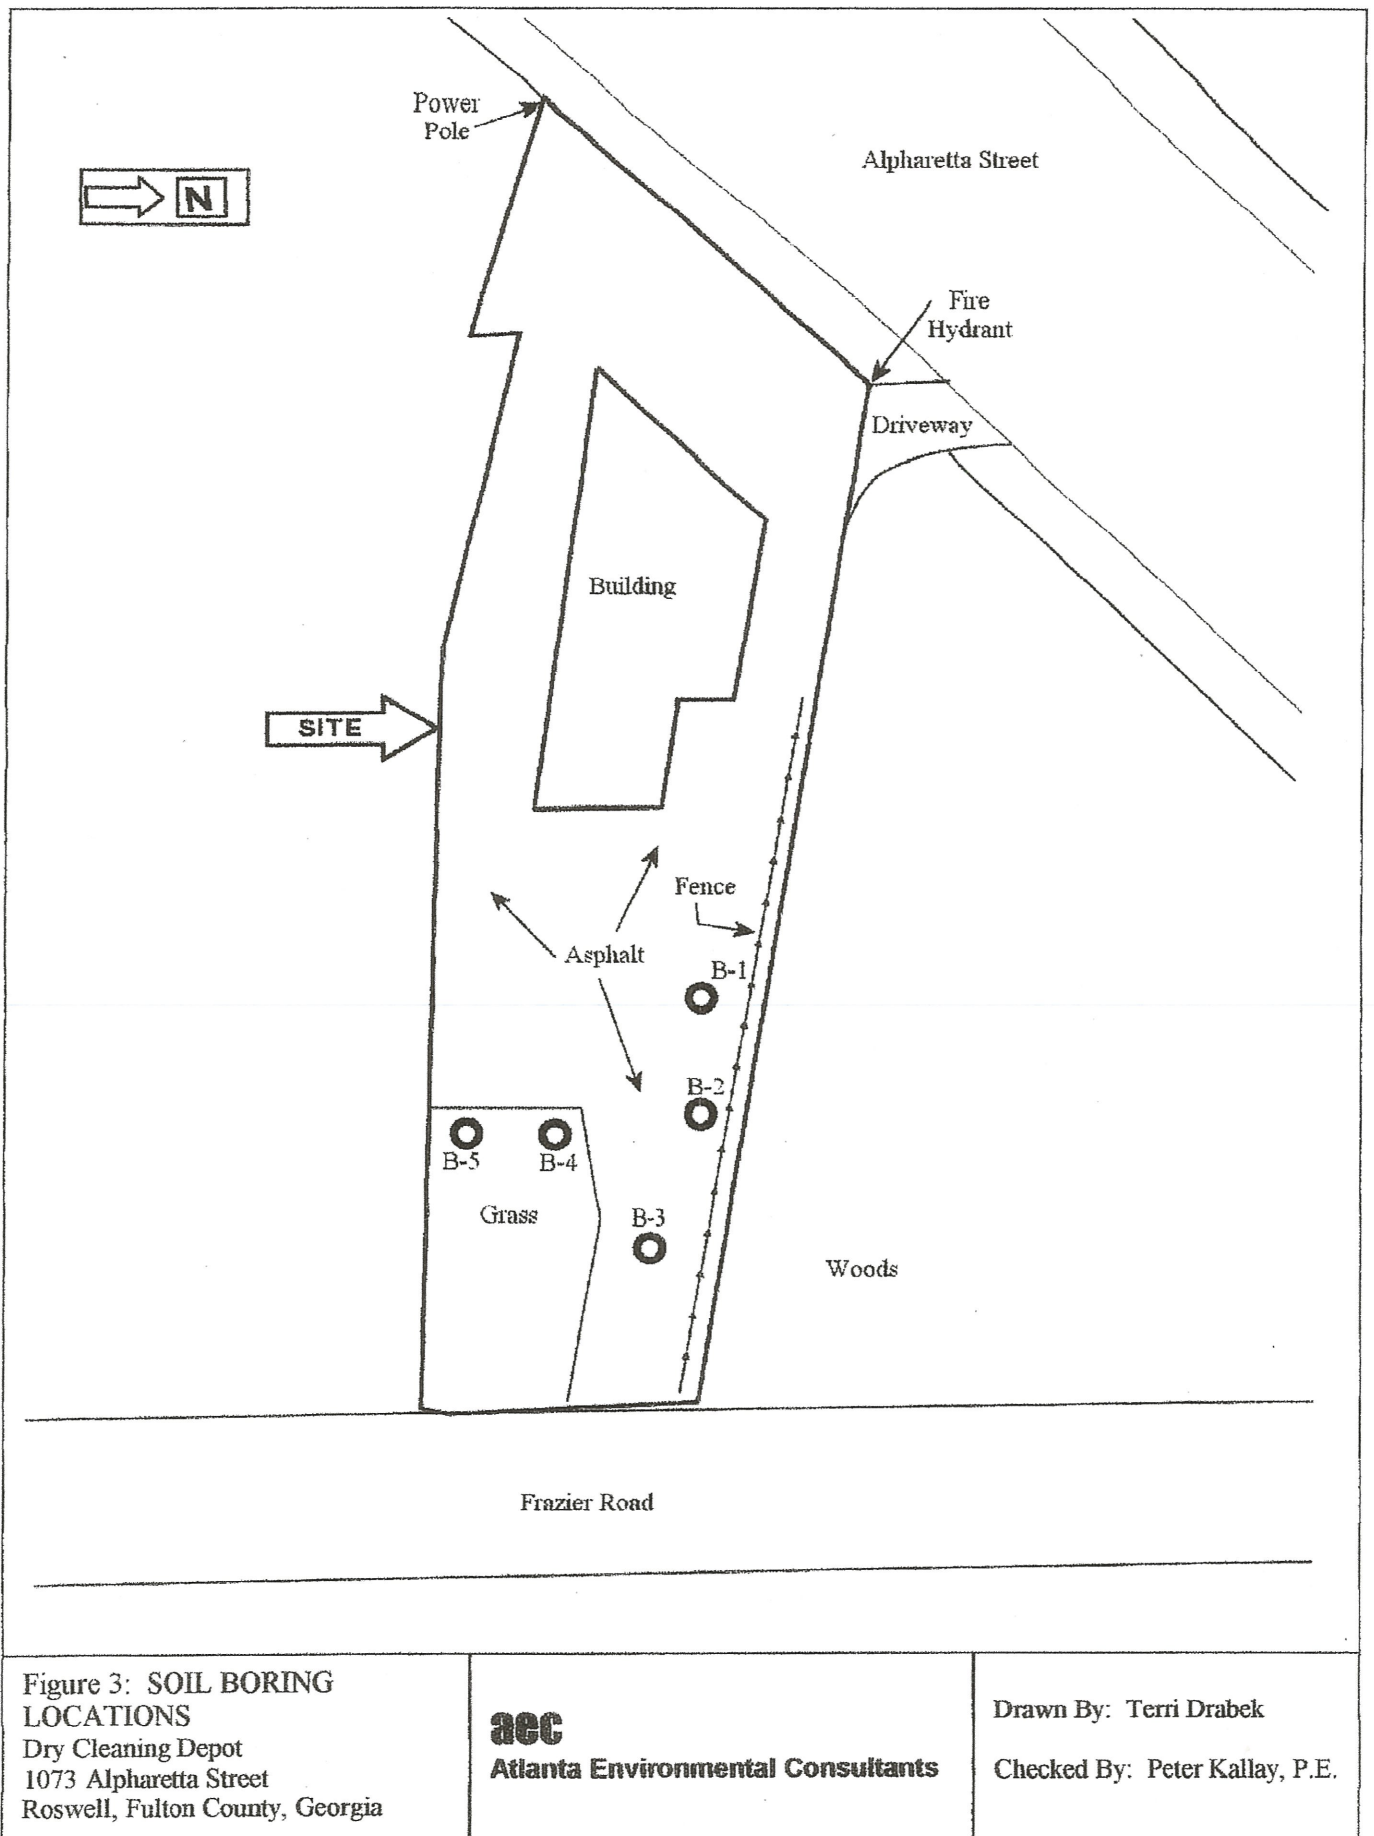 Power
Pole
Alpharetta Street
N
Fire
Hydrant
Driveway
Building
SITE
Fence
Asphalt
B-1
B-2
B-5
B-4
Grass
B-3
Woods
Frazier Road
Figure 3: SOIL BORING
LOCATIONS
Dry Cleaning Depot
1073 Alpharetta Street
Roswell, Fulton County, Georgia
aec
Atlanta Environmental Consultants
Drawn By: Terri Drabek
Checked By: Peter Kallay, P.E.